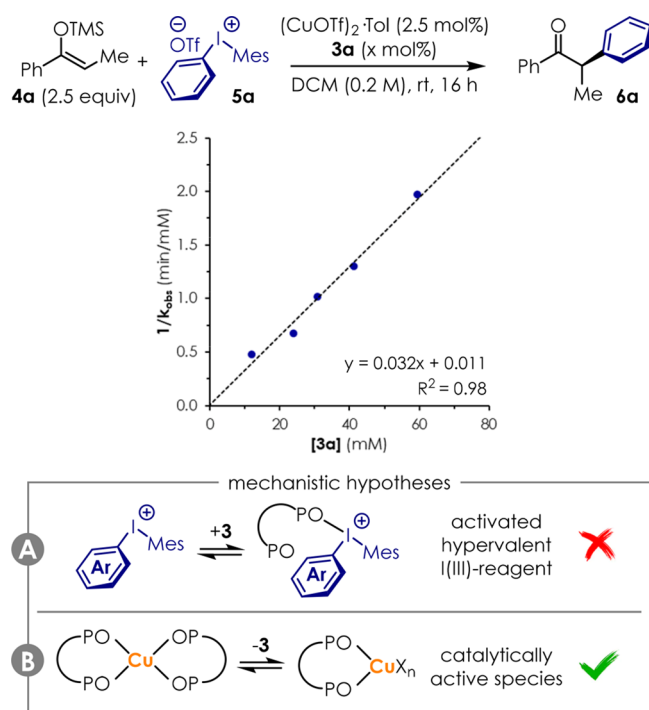 OTMS
Ph
Me
4a (2.5 equiv)
+
⊖
OTf
I
⊕
Mes
5a
(CuOTf)₂·Tol (2.5 mol%)
3a (x mol%)
DCM (0.2 M), rt, 16 h
O
Ph
Me
6a
1/k_obs (min/mM)
2.5
2.0
1.5
1.0
0.5
0.0
0
20
40
60
80
y = 0.032x + 0.011
R² = 0.98
[3a] (mM)
mechanistic hypotheses
A
I
⊕
Mes
Ar
+3
PO
PO
I
⊕
Mes
Ar
activated
hypervalent
I(III)-reagent
B
PO
PO
Cu
OP
OP
-3
PO
PO
CuXₙ
catalytically
active species